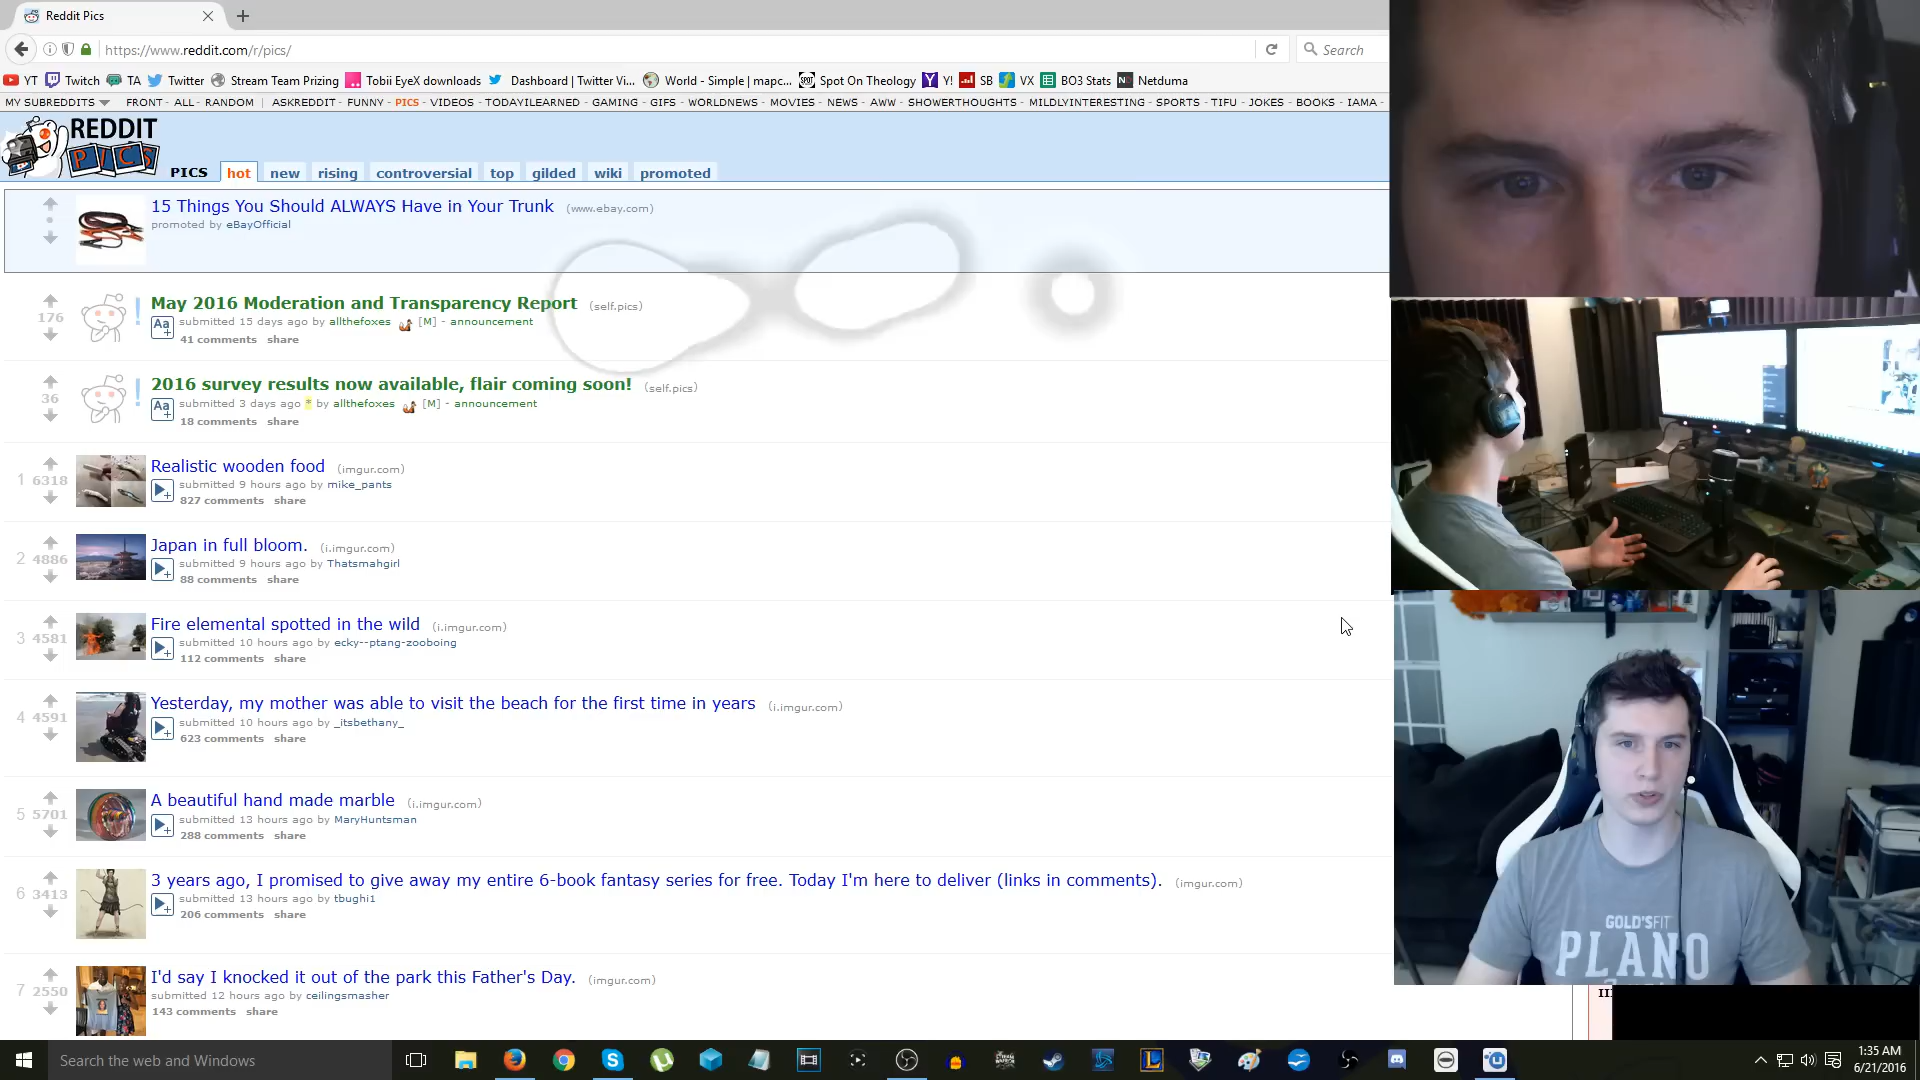 Reddit Pics
https://www.reddit.com/r/pics/
Search
YT Twitch TA Twitter Stream Team Prizing Tobii EyeX downloads Dashboard | Twitter Vi... World - Simple | mapc... Spot On Theology Y! SB VX BO3 Stats Netduma
MY SUBREDDITS FRONT - ALL - RANDOM | ASKREDDIT - FUNNY - PICS - VIDEOS - TODAYILEARNED - GAMING - GIFS - WORLDNEWS - MOVIES - NEWS - AWW - SHOWERTHOUGHTS - MILDLYINTERESTING - SPORTS - TIFU - JOKES - BOOKS - IAMA -
REDDIT
PICS
PICS hot new rising controversial top gilded wiki promoted
15 Things You Should ALWAYS Have in Your Trunk (www.ebay.com)
promoted by eBayOfficial
May 2016 Moderation and Transparency Report (self.pics)
176
Aa+ submitted 15 days ago by allthefoxes [M] - announcement
41 comments share
2016 survey results now available, flair coming soon! (self.pics)
36
Aa+ submitted 3 days ago * by allthefoxes [M] - announcement
18 comments share
Realistic wooden food (imgur.com)
1 6318
submitted 9 hours ago by mike_pants
827 comments share
Japan in full bloom. (i.imgur.com)
2 4886
submitted 9 hours ago by Thatsmahgirl
88 comments share
Fire elemental spotted in the wild (i.imgur.com)
3 4581
submitted 10 hours ago by ecky--ptang-zooboing
112 comments share
Yesterday, my mother was able to visit the beach for the first time in years (i.imgur.com)
4 4591
submitted 10 hours ago by _itsbethany_
623 comments share
A beautiful hand made marble (i.imgur.com)
5 5701
submitted 13 hours ago by MaryHuntsman
288 comments share
3 years ago, I promised to give away my entire 6-book fantasy series for free. Today I'm here to deliver (links in comments). (imgur.com)
6 3413
submitted 13 hours ago by tbughi1
206 comments share
GOLD'S FIT
PLANO
I'd say I knocked it out of the park this Father's Day. (imgur.com)
7 2550
submitted 12 hours ago by ceilingsmasher
143 comments share
Search the web and Windows
1:35 AM
6/21/2016